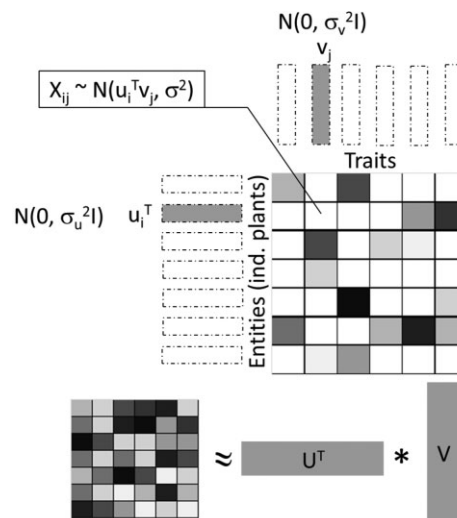 N(0, σᵥ²I)
vⱼ
Xᵢⱼ ~ N(uᵢᵀvⱼ, σ²)
Traits
N(0, σᵤ²I) uᵢᵀ
Entities (ind. plants)
≈ Uᵀ * V